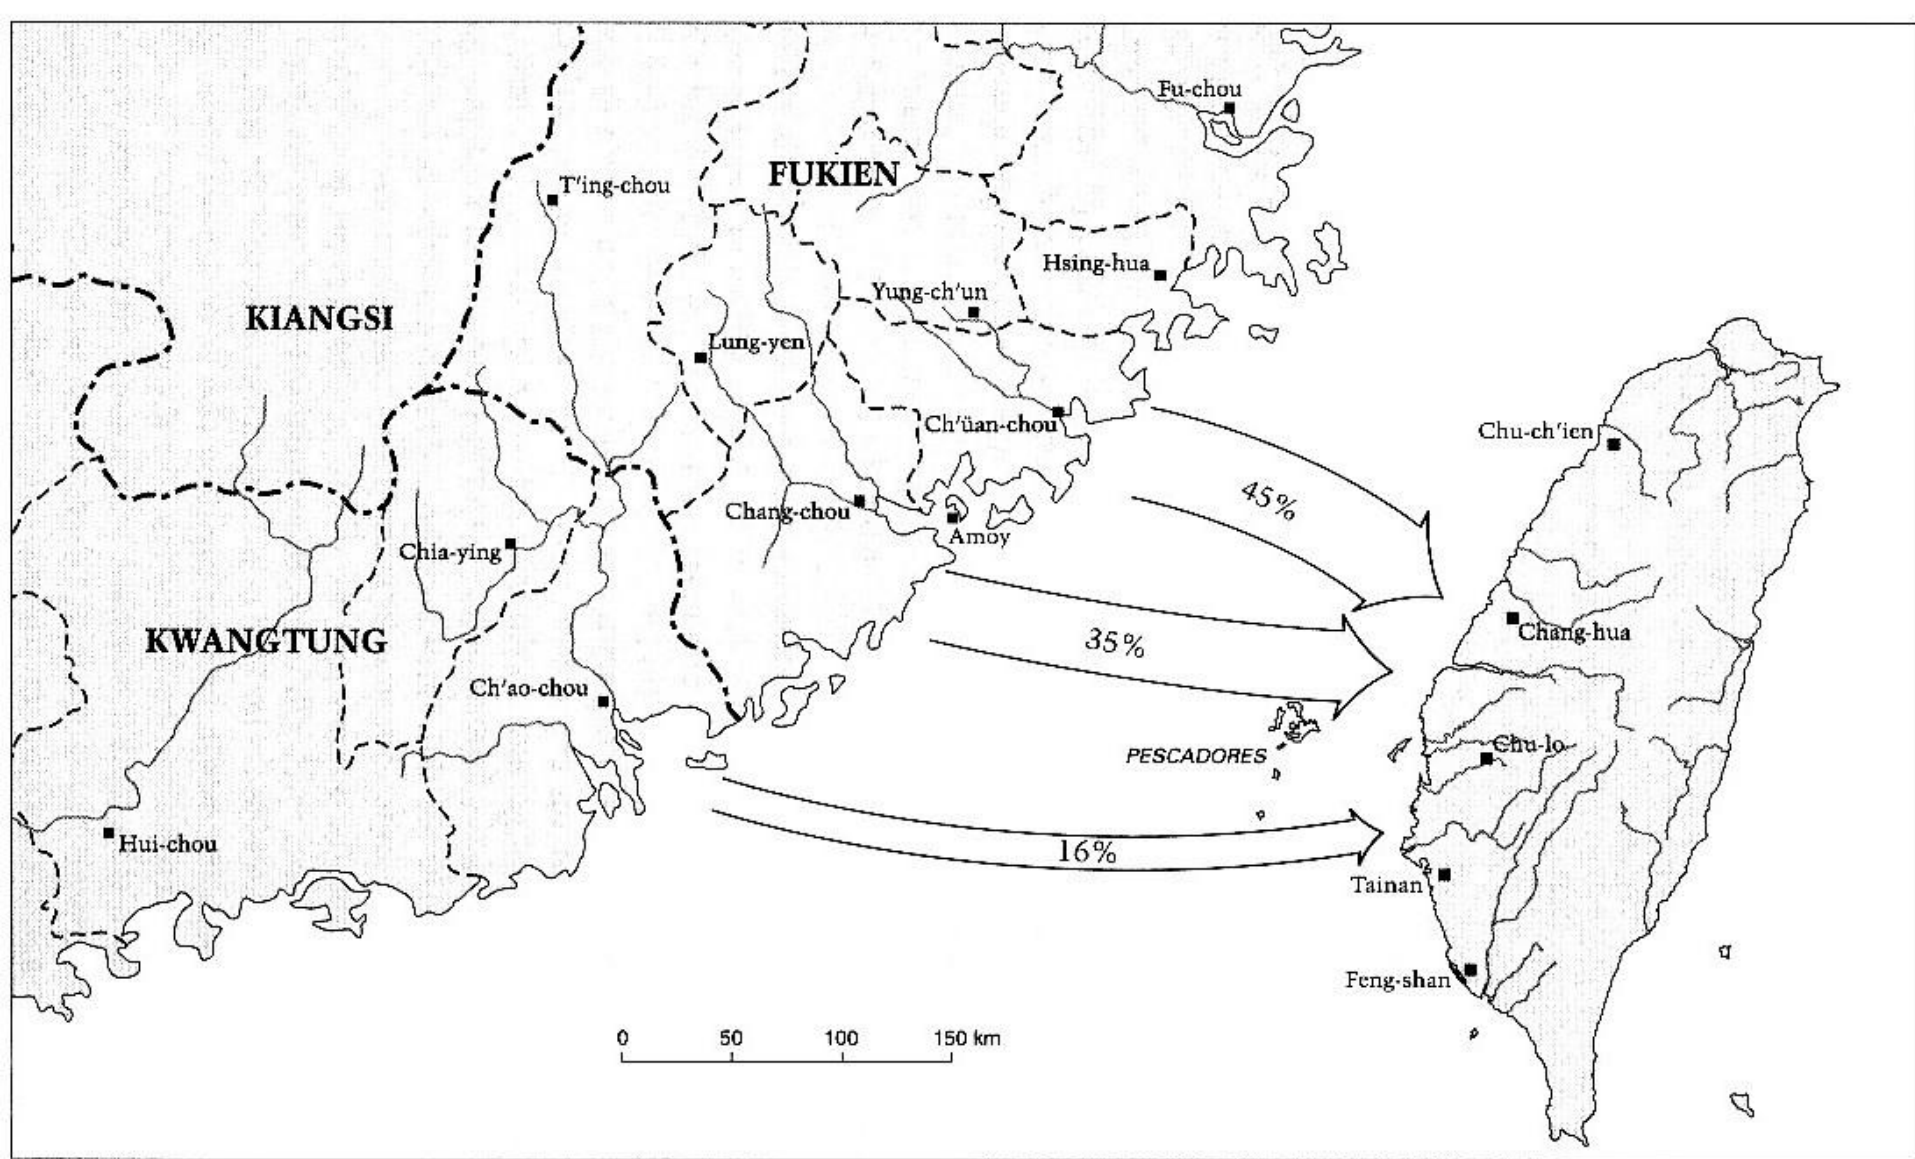 Fu-chou
FUKIEN
T'ing-chou
Hsing-hua
Yung-ch'un
KIANGSI
Lung-yen
Ch'üan-chou
Chu-ch'ien
45%
Chang-chou
Amoy
Chia-ying
KWANGTUNG
35%
Chang-hua
Ch'ao-chou
PESCADORES
Chu-lo
Hui-chou
16%
Tainan
Feng-shan
0 50 100 150 km